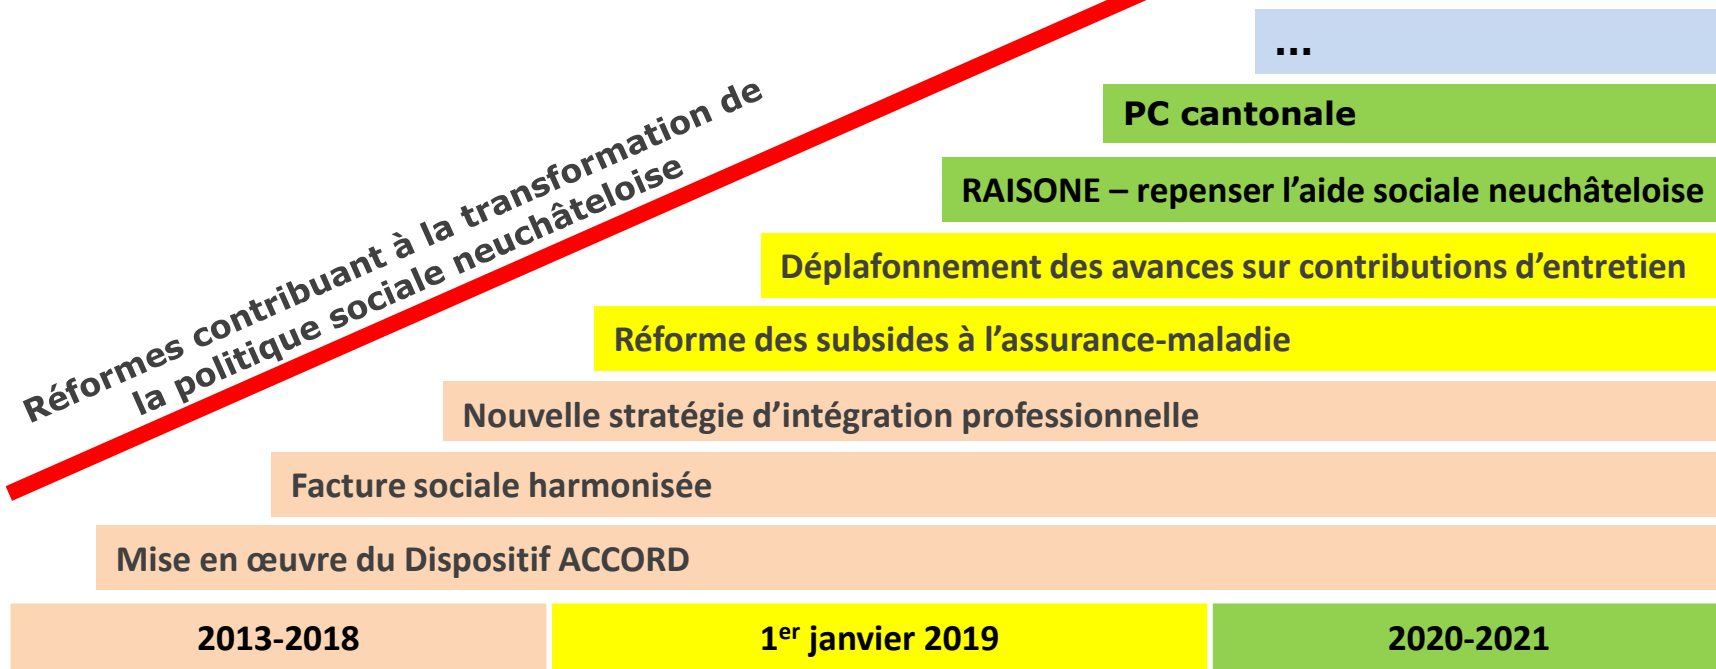 ...
PC cantonale
RAISONE – repenser l’aide sociale neuchâteloise
Déplafonnement des avances sur contributions d’entretien
Réforme des subsides à l’assurance-maladie
Nouvelle stratégie d’intégration professionnelle
Facture sociale harmonisée
Mise en œuvre du Dispositif ACCORD
Réformes contribuant à la transformation de
la politique sociale neuchâteloise
2013-2018
1er janvier 2019
2020-2021